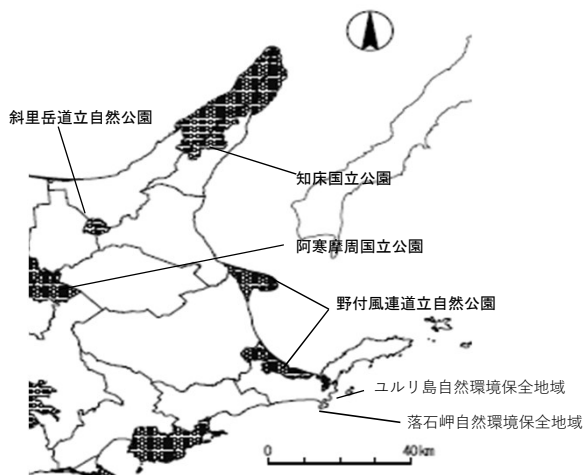 斜里岳道立自然公園
知床国立公園
阿寒摩周国立公園
野付風連道立自然公園
ユルリ島自然環境保全地域
落石岬自然環境保全地域
0 40km